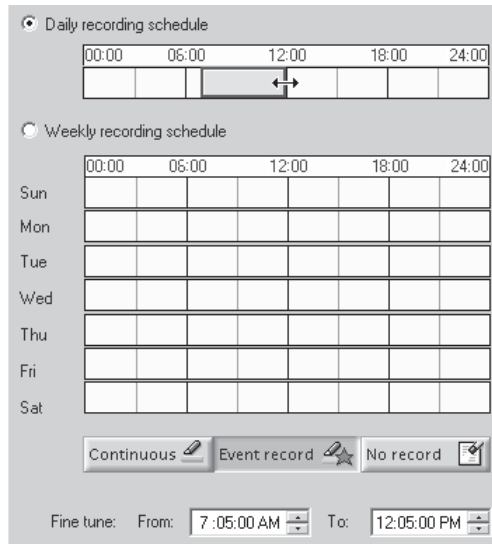 Daily recording schedule
00:00 06:00 12:00 18:00 24:00
Weekly recording schedule
00:00 06:00 12:00 18:00 24:00
Sun
Mon
Tue
Wed
Thu
Fri
Sat
Continuous Event record No record
Fine tune: From: 7 :05:00 AM To: 12:05:00 PM